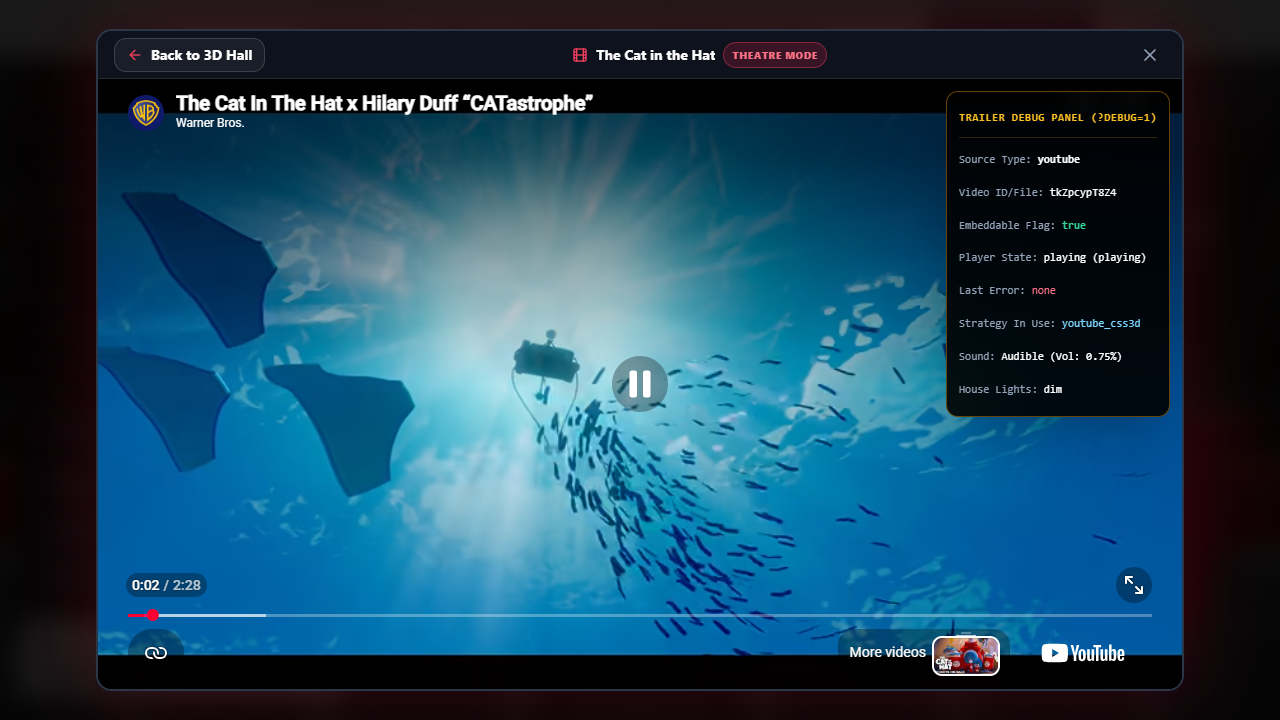 Back to 3D Hall
The Cat in the Hat
THEATRE MODE
The Cat In The Hat x Hilary Duff “CATastrophe”
Warner Bros.
WB
TRAILER DEBUG PANEL (?DEBUG=1)
Source Type: youtube
Video ID/File: tkZpcypT8Z4
Embeddable Flag: true
Player State: playing (playing)
Last Error: none
Strategy In Use: youtube_css3d
Sound: Audible (Vol: 0.75%)
House Lights: dim
0:02 / 2:28
More videos
YouTube